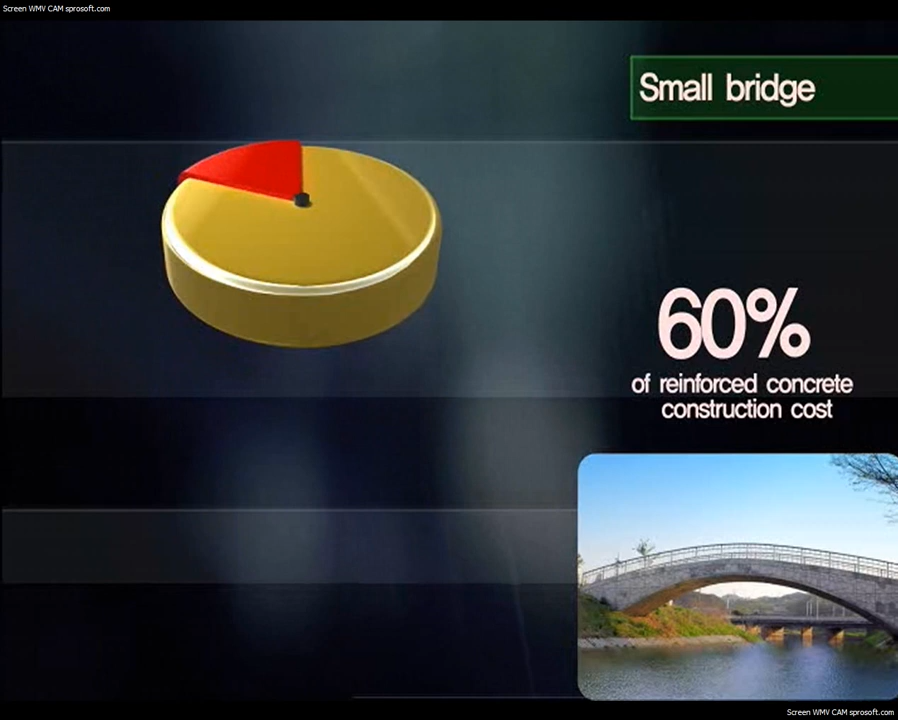 Screen WMV CAM sprosoft.com
Small bridge
60%
of reinforced concrete
construction cost
Screen WMV CAM sprosoft.com